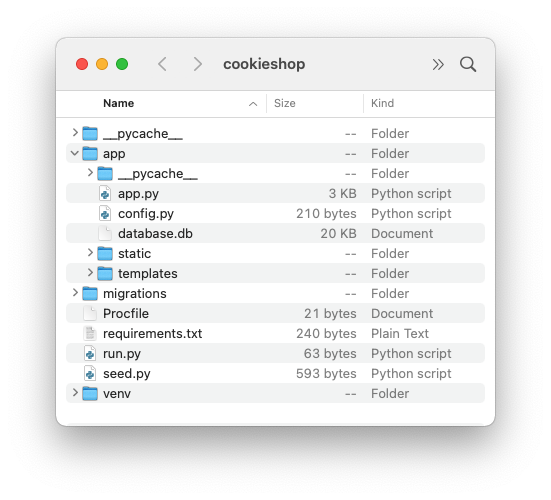 cookieshop
Name Size Kind
__pycache__ -- Folder
app -- Folder
__pycache__ -- Folder
app.py 3 KB Python script
config.py 210 bytes Python script
database.db 20 KB Document
static -- Folder
templates -- Folder
migrations -- Folder
Procfile 21 bytes Document
requirements.txt 240 bytes Plain Text
run.py 63 bytes Python script
seed.py 593 bytes Python script
venv -- Folder